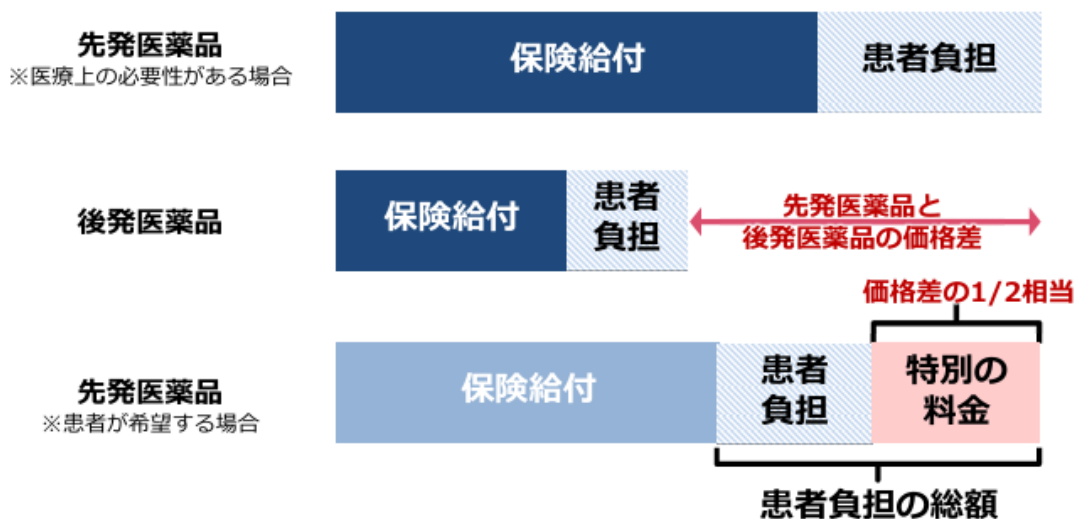 先発医薬品
※医療上の必要性がある場合
保険給付
患者負担
後発医薬品
保険給付
患者
負担
先発医薬品と
後発医薬品の価格差
価格差の1/2相当
先発医薬品
※患者が希望する場合
保険給付
患者
負担
特別の
料金
患者負担の総額